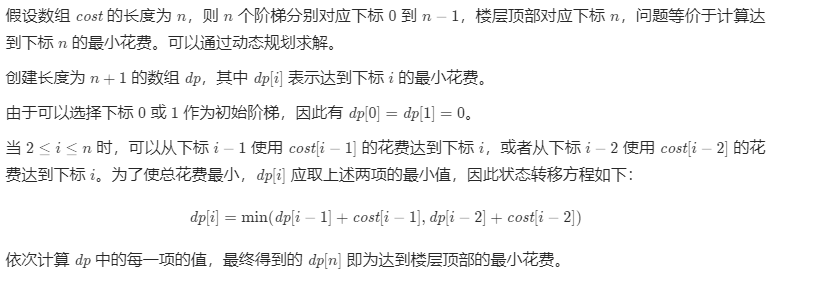 假设数组 cost 的长度为 n，则 n 个阶梯分别对应下标 0 到 n − 1，楼层顶部对应下标 n，问题等价于计算达
到下标 n 的最小花费。可以通过动态规划求解。
创建长度为 n + 1 的数组 dp，其中 dp[i] 表示达到下标 i 的最小花费。
由于可以选择下标 0 或 1 作为初始阶梯，因此有 dp[0] = dp[1] = 0。
当 2 ≤ i ≤ n 时，可以从下标 i − 1 使用 cost[i − 1] 的花费达到下标 i，或者从下标 i − 2 使用 cost[i − 2] 的花
费达到下标 i。为了使总花费最小，dp[i] 应取上述两项的最小值，因此状态转移方程如下：
dp[i] = min(dp[i − 1] + cost[i − 1], dp[i − 2] + cost[i − 2])
依次计算 dp 中的每一项的值，最终得到的 dp[n] 即为达到楼层顶部的最小花费。